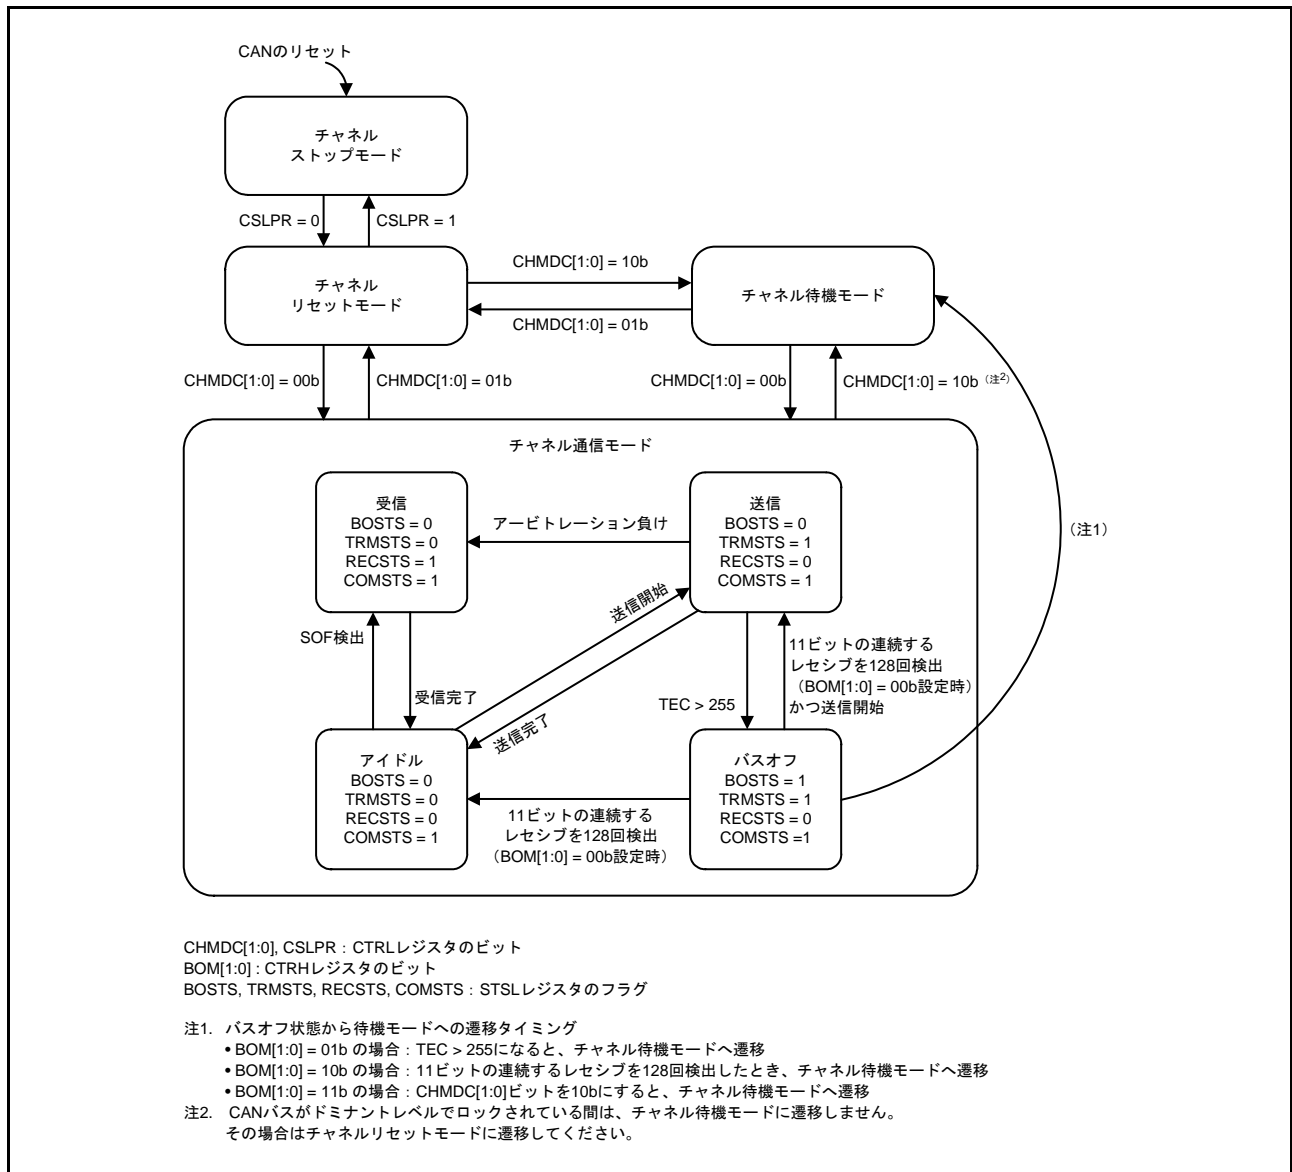 CANのリセット
チャネル
ストップモード
CSLPR = 0
CSLPR = 1
チャネル
リセットモード
CHMDC[1:0] = 10b
CHMDC[1:0] = 01b
チャネル待機モード
CHMDC[1:0] = 00b
CHMDC[1:0] = 01b
CHMDC[1:0] = 00b
CHMDC[1:0] = 10b（注2）
チャネル通信モード
受信
BOSTS = 0
TRMSTS = 0
RECSTS = 1
COMSTS = 1
アービトレーション負け
送信
BOSTS = 0
TRMSTS = 1
RECSTS = 0
COMSTS = 1
（注1）
SOF検出
受信完了
送信開始
送信完了
TEC > 255
11ビットの連続する
レセシブを128回検出
（BOM[1:0] = 00b設定時）
かつ送信開始
アイドル
BOSTS = 0
TRMSTS = 0
RECSTS = 0
COMSTS = 1
11ビットの連続する
レセシブを128回検出
（BOM[1:0] = 00b設定時）
バスオフ
BOSTS = 1
TRMSTS = 1
RECSTS = 0
COMSTS =1
CHMDC[1:0], CSLPR : CTRLレジスタのビット
BOM[1:0] : CTRHレジスタのビット
BOSTS, TRMSTS, RECSTS, COMSTS : STSLレジスタのフラグ
注1. バスオフ状態から待機モードへの遷移タイミング
• BOM[1:0] = 01b の場合 : TEC > 255になると、チャネル待機モードへ遷移
• BOM[1:0] = 10b の場合 : 11ビットの連続するレセシブを128回検出したとき、チャネル待機モードへ遷移
• BOM[1:0] = 11b の場合 : CHMDC[1:0]ビットを10bにすると、チャネル待機モードへ遷移
注2. CANバスがドミナントレベルでロックされている間は、チャネル待機モードに遷移しません。
その場合はチャネルリセットモードに遷移してください。